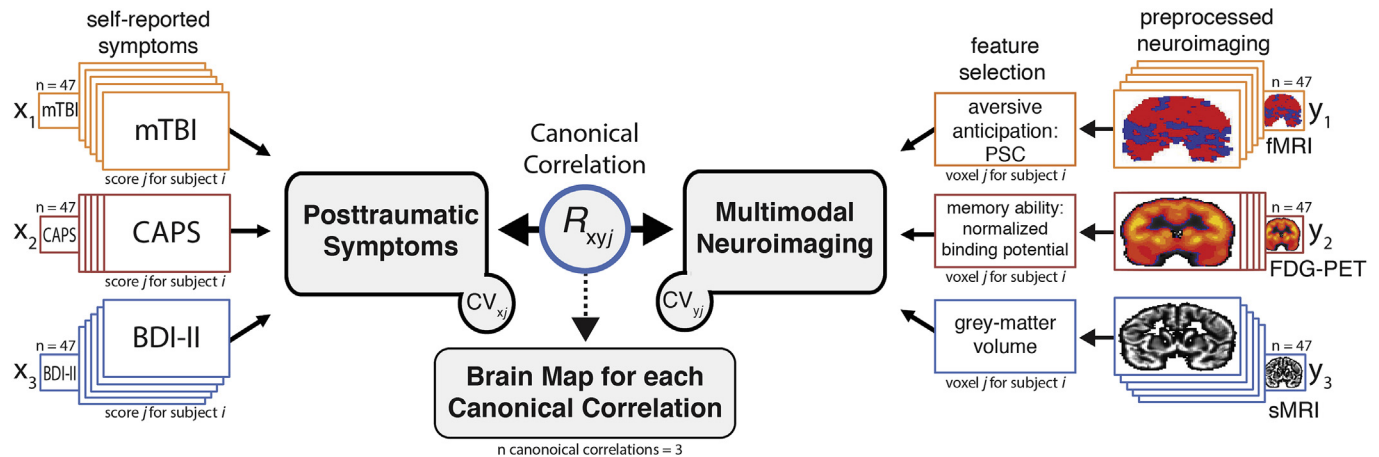 self-reported
symptoms
n = 47
x1
mTBI
mTBI
score j for subject i
n = 47
x2
CAPS
CAPS
score j for subject i
n = 47
x3
BDI-II
BDI-II
score j for subject i
Posttraumatic
Symptoms
CVxj
Canonical
Correlation
Rxyj
Multimodal
Neuroimaging
CVyj
Brain Map for each
Canonical Correlation
n canonoical correlations = 3
feature
selection
aversive
anticipation:
PSC
voxel j for subject i
memory ability:
normalized
binding potential
voxel j for subject i
grey-matter
volume
voxel j for subject i
preprocessed
neuroimaging
n = 47
y1
fMRI
n = 47
y2
FDG-PET
n = 47
y3
sMRI